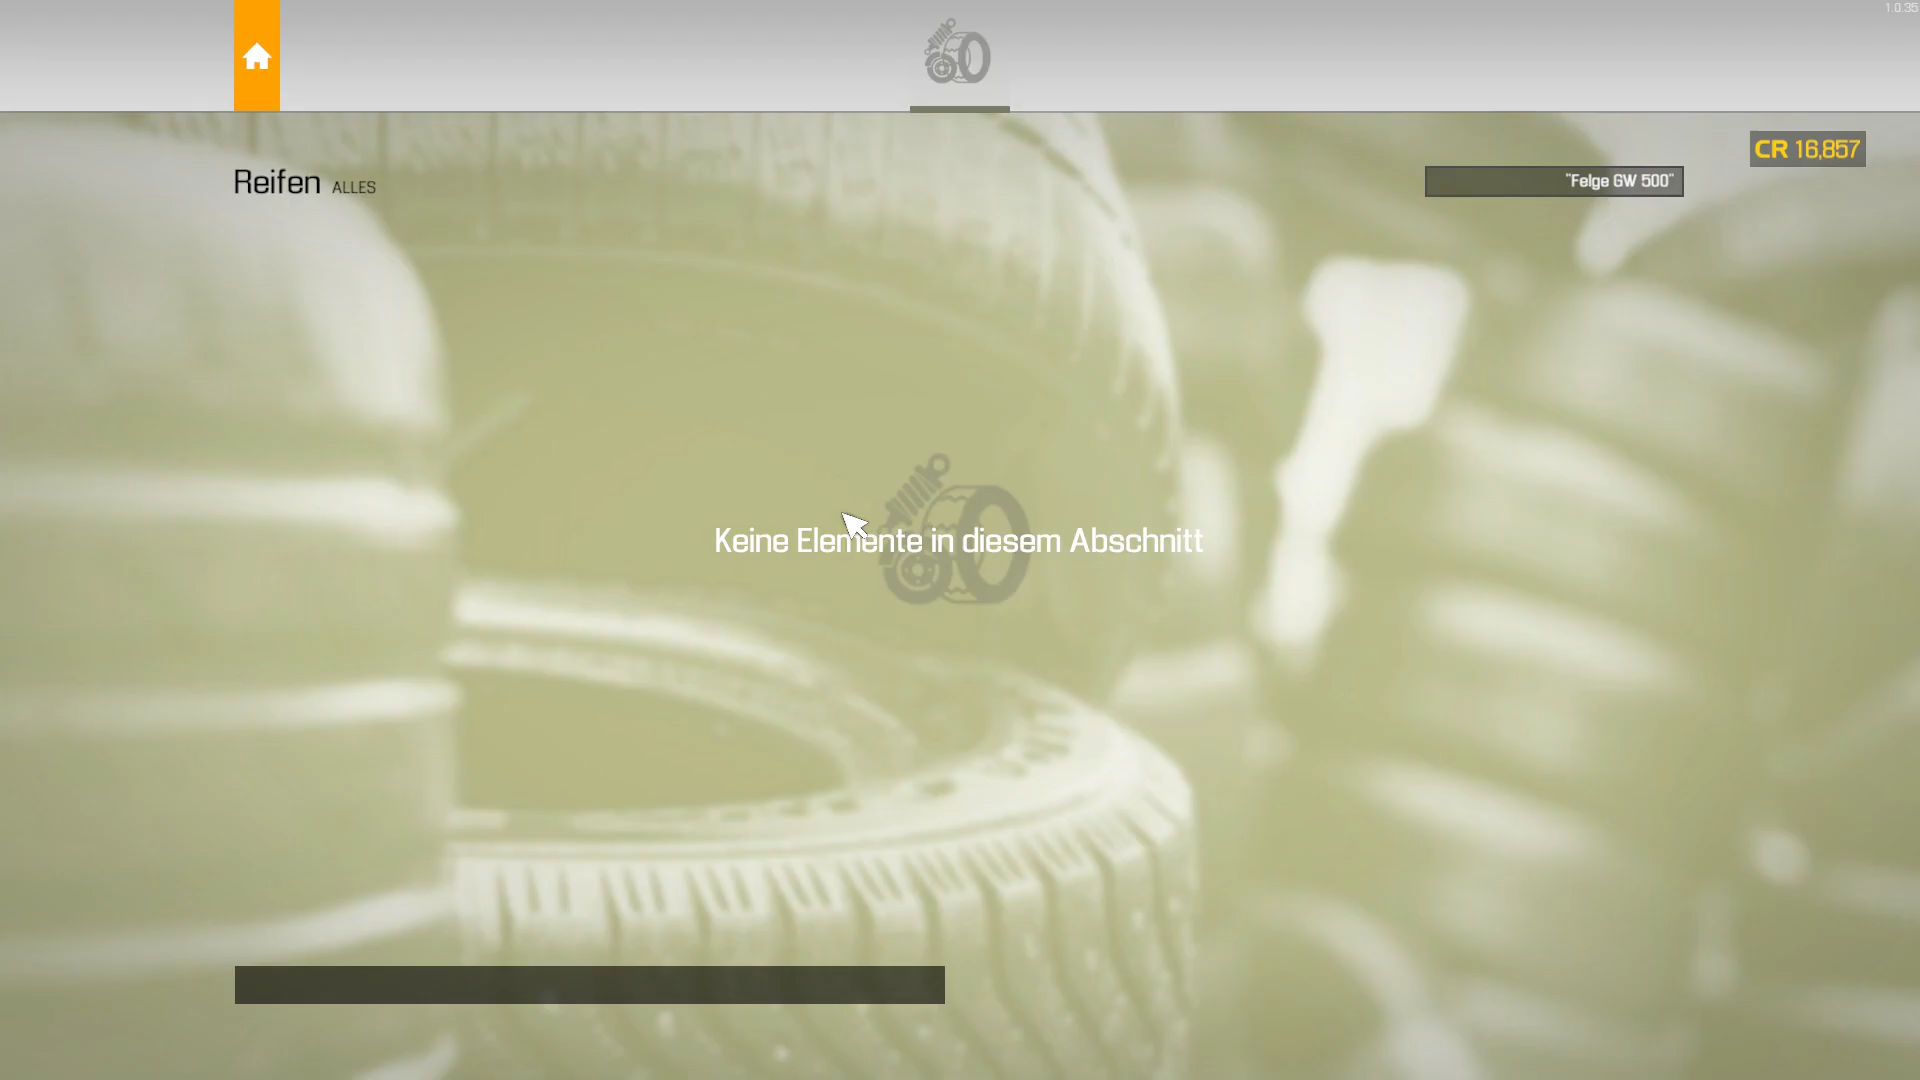 1.0.35
CR 16,857
Reifen ALLES
"Felge GW 500"
Keine Elemente in diesem Abschnitt